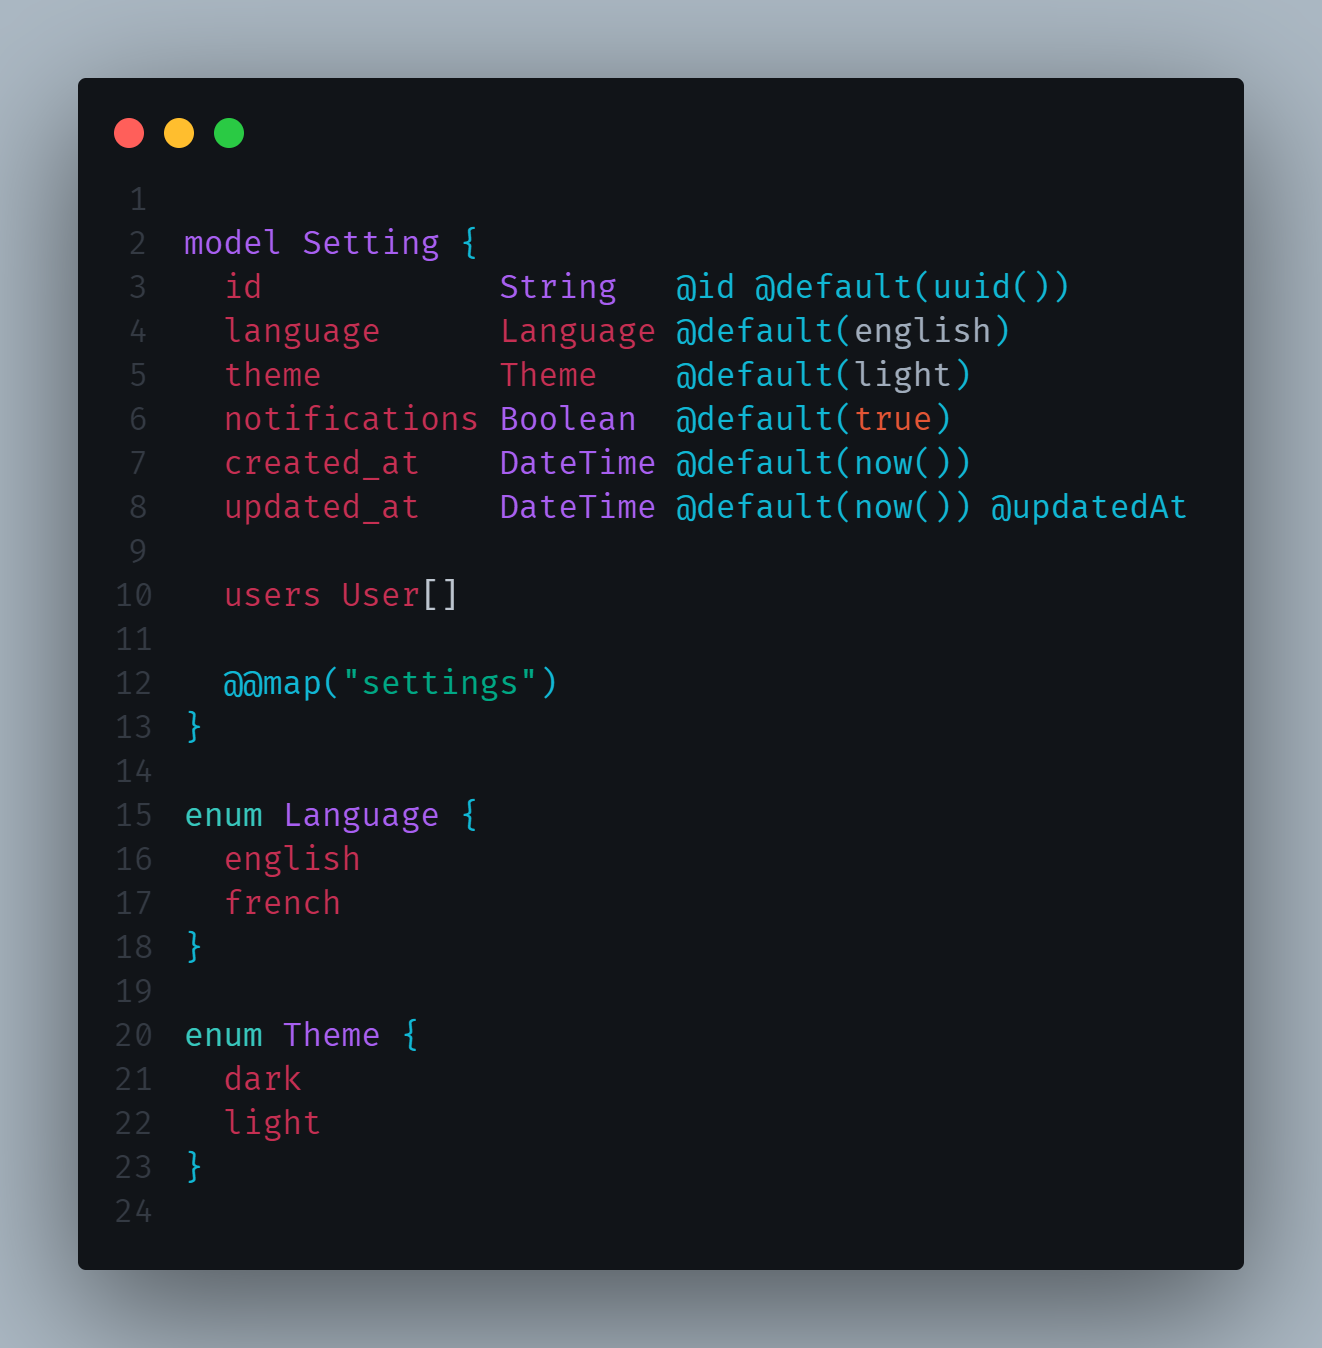 1
2 model Setting {
3   id            String   @id @default(uuid())
4   language      Language @default(english)
5   theme         Theme    @default(light)
6   notifications Boolean  @default(true)
7   created_at    DateTime @default(now())
8   updated_at    DateTime @default(now()) @updatedAt
9
10   users User[]
11
12   @@map("settings")
13 }
14
15 enum Language {
16   english
17   french
18 }
19
20 enum Theme {
21   dark
22   light
23 }
24